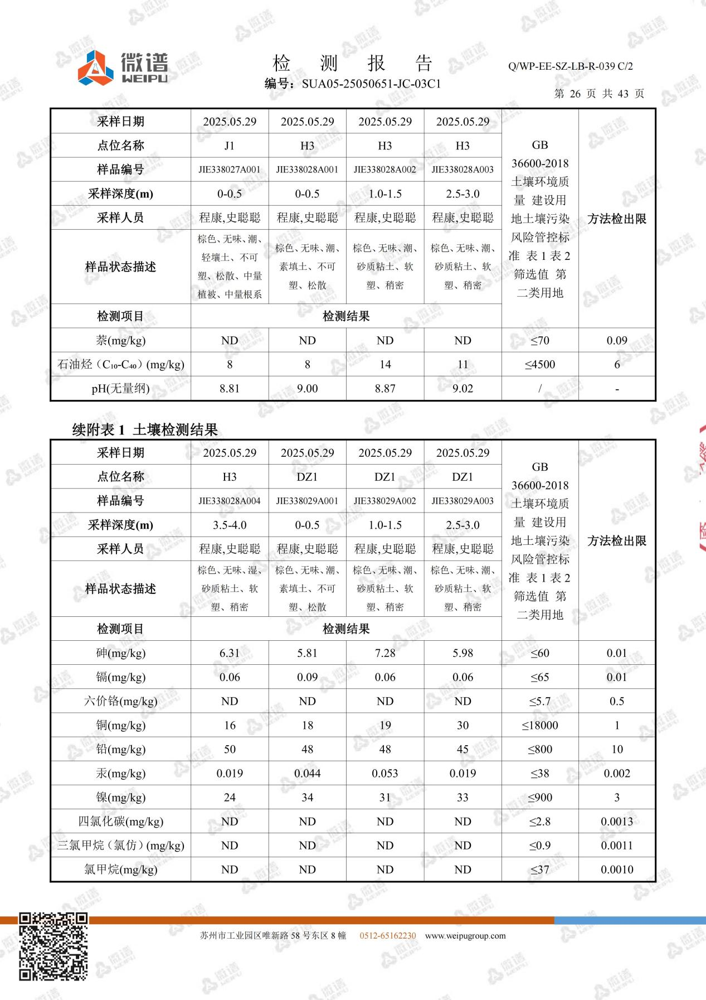 微谱
WEIPU
检 测 报 告
编号：SUA05-25050651-JC-03C1
Q/WP-EE-SZ-LB-R-039 C/2
第 26 页 共 43 页
采样日期 2025.05.29 2025.05.29 2025.05.29 2025.05.29 GB 36600-2018 土壤环境质量 建设用地土壤污染风险管控标准 表1表2 筛选值 第二类用地 方法检出限
点位名称 J1 H3 H3 H3
样品编号 JIE338027A001 JIE338028A001 JIE338028A002 JIE338028A003
采样深度(m) 0-0.5 0-0.5 1.0-1.5 2.5-3.0
采样人员 程康,史聪聪 程康,史聪聪 程康,史聪聪 程康,史聪聪
样品状态描述 棕色、无味、潮、轻壤土、不可塑、松散、中量植被、中量根系 棕色、无味、潮、素填土、不可塑、松散 棕色、无味、潮、砂质粘土、软塑、稍密 棕色、无味、潮、砂质粘土、软塑、稍密
检测项目 检测结果
萘(mg/kg) ND ND ND ND ≤70 0.09
石油烃（C₁₀-C₄₀）(mg/kg) 8 8 14 11 ≤4500 6
pH(无量纲) 8.81 9.00 8.87 9.02 / -
续附表 1 土壤检测结果
采样日期 2025.05.29 2025.05.29 2025.05.29 2025.05.29 GB 36600-2018 土壤环境质量 建设用地土壤污染风险管控标准 表1表2 筛选值 第二类用地 方法检出限
点位名称 H3 DZ1 DZ1 DZ1
样品编号 JIE338028A004 JIE338029A001 JIE338029A002 JIE338029A003
采样深度(m) 3.5-4.0 0-0.5 1.0-1.5 2.5-3.0
采样人员 程康,史聪聪 程康,史聪聪 程康,史聪聪 程康,史聪聪
样品状态描述 棕色、无味、湿、砂质粘土、软塑、稍密 棕色、无味、潮、素填土、不可塑、松散 棕色、无味、潮、砂质粘土、软塑、稍密 棕色、无味、潮、砂质粘土、软塑、稍密
检测项目 检测结果
砷(mg/kg) 6.31 5.81 7.28 5.98 ≤60 0.01
镉(mg/kg) 0.06 0.09 0.06 0.06 ≤65 0.01
六价铬(mg/kg) ND ND ND ND ≤5.7 0.5
铜(mg/kg) 16 18 19 30 ≤18000 1
铅(mg/kg) 50 48 48 45 ≤800 10
汞(mg/kg) 0.019 0.044 0.053 0.019 ≤38 0.002
镍(mg/kg) 24 34 31 33 ≤900 3
四氯化碳(mg/kg) ND ND ND ND ≤2.8 0.0013
三氯甲烷（氯仿）(mg/kg) ND ND ND ND ≤0.9 0.0011
氯甲烷(mg/kg) ND ND ND ND ≤37 0.0010
苏州市工业园区唯新路 58 号东区 8 幢 0512-65162230 www.weipugroup.com